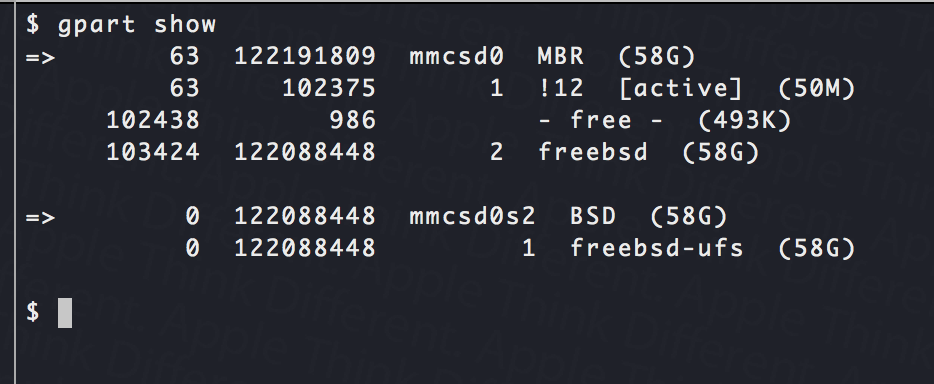 $ gpart show
=>       63  122191809  mmcsd0  MBR  (58G)
         63     102375       1  !12  [active]  (50M)
     102438        986          - free -  (493K)
     103424  122088448       2  freebsd  (58G)
=>        0  122088448  mmcsd0s2  BSD  (58G)
          0  122088448         1  freebsd-ufs  (58G)
$